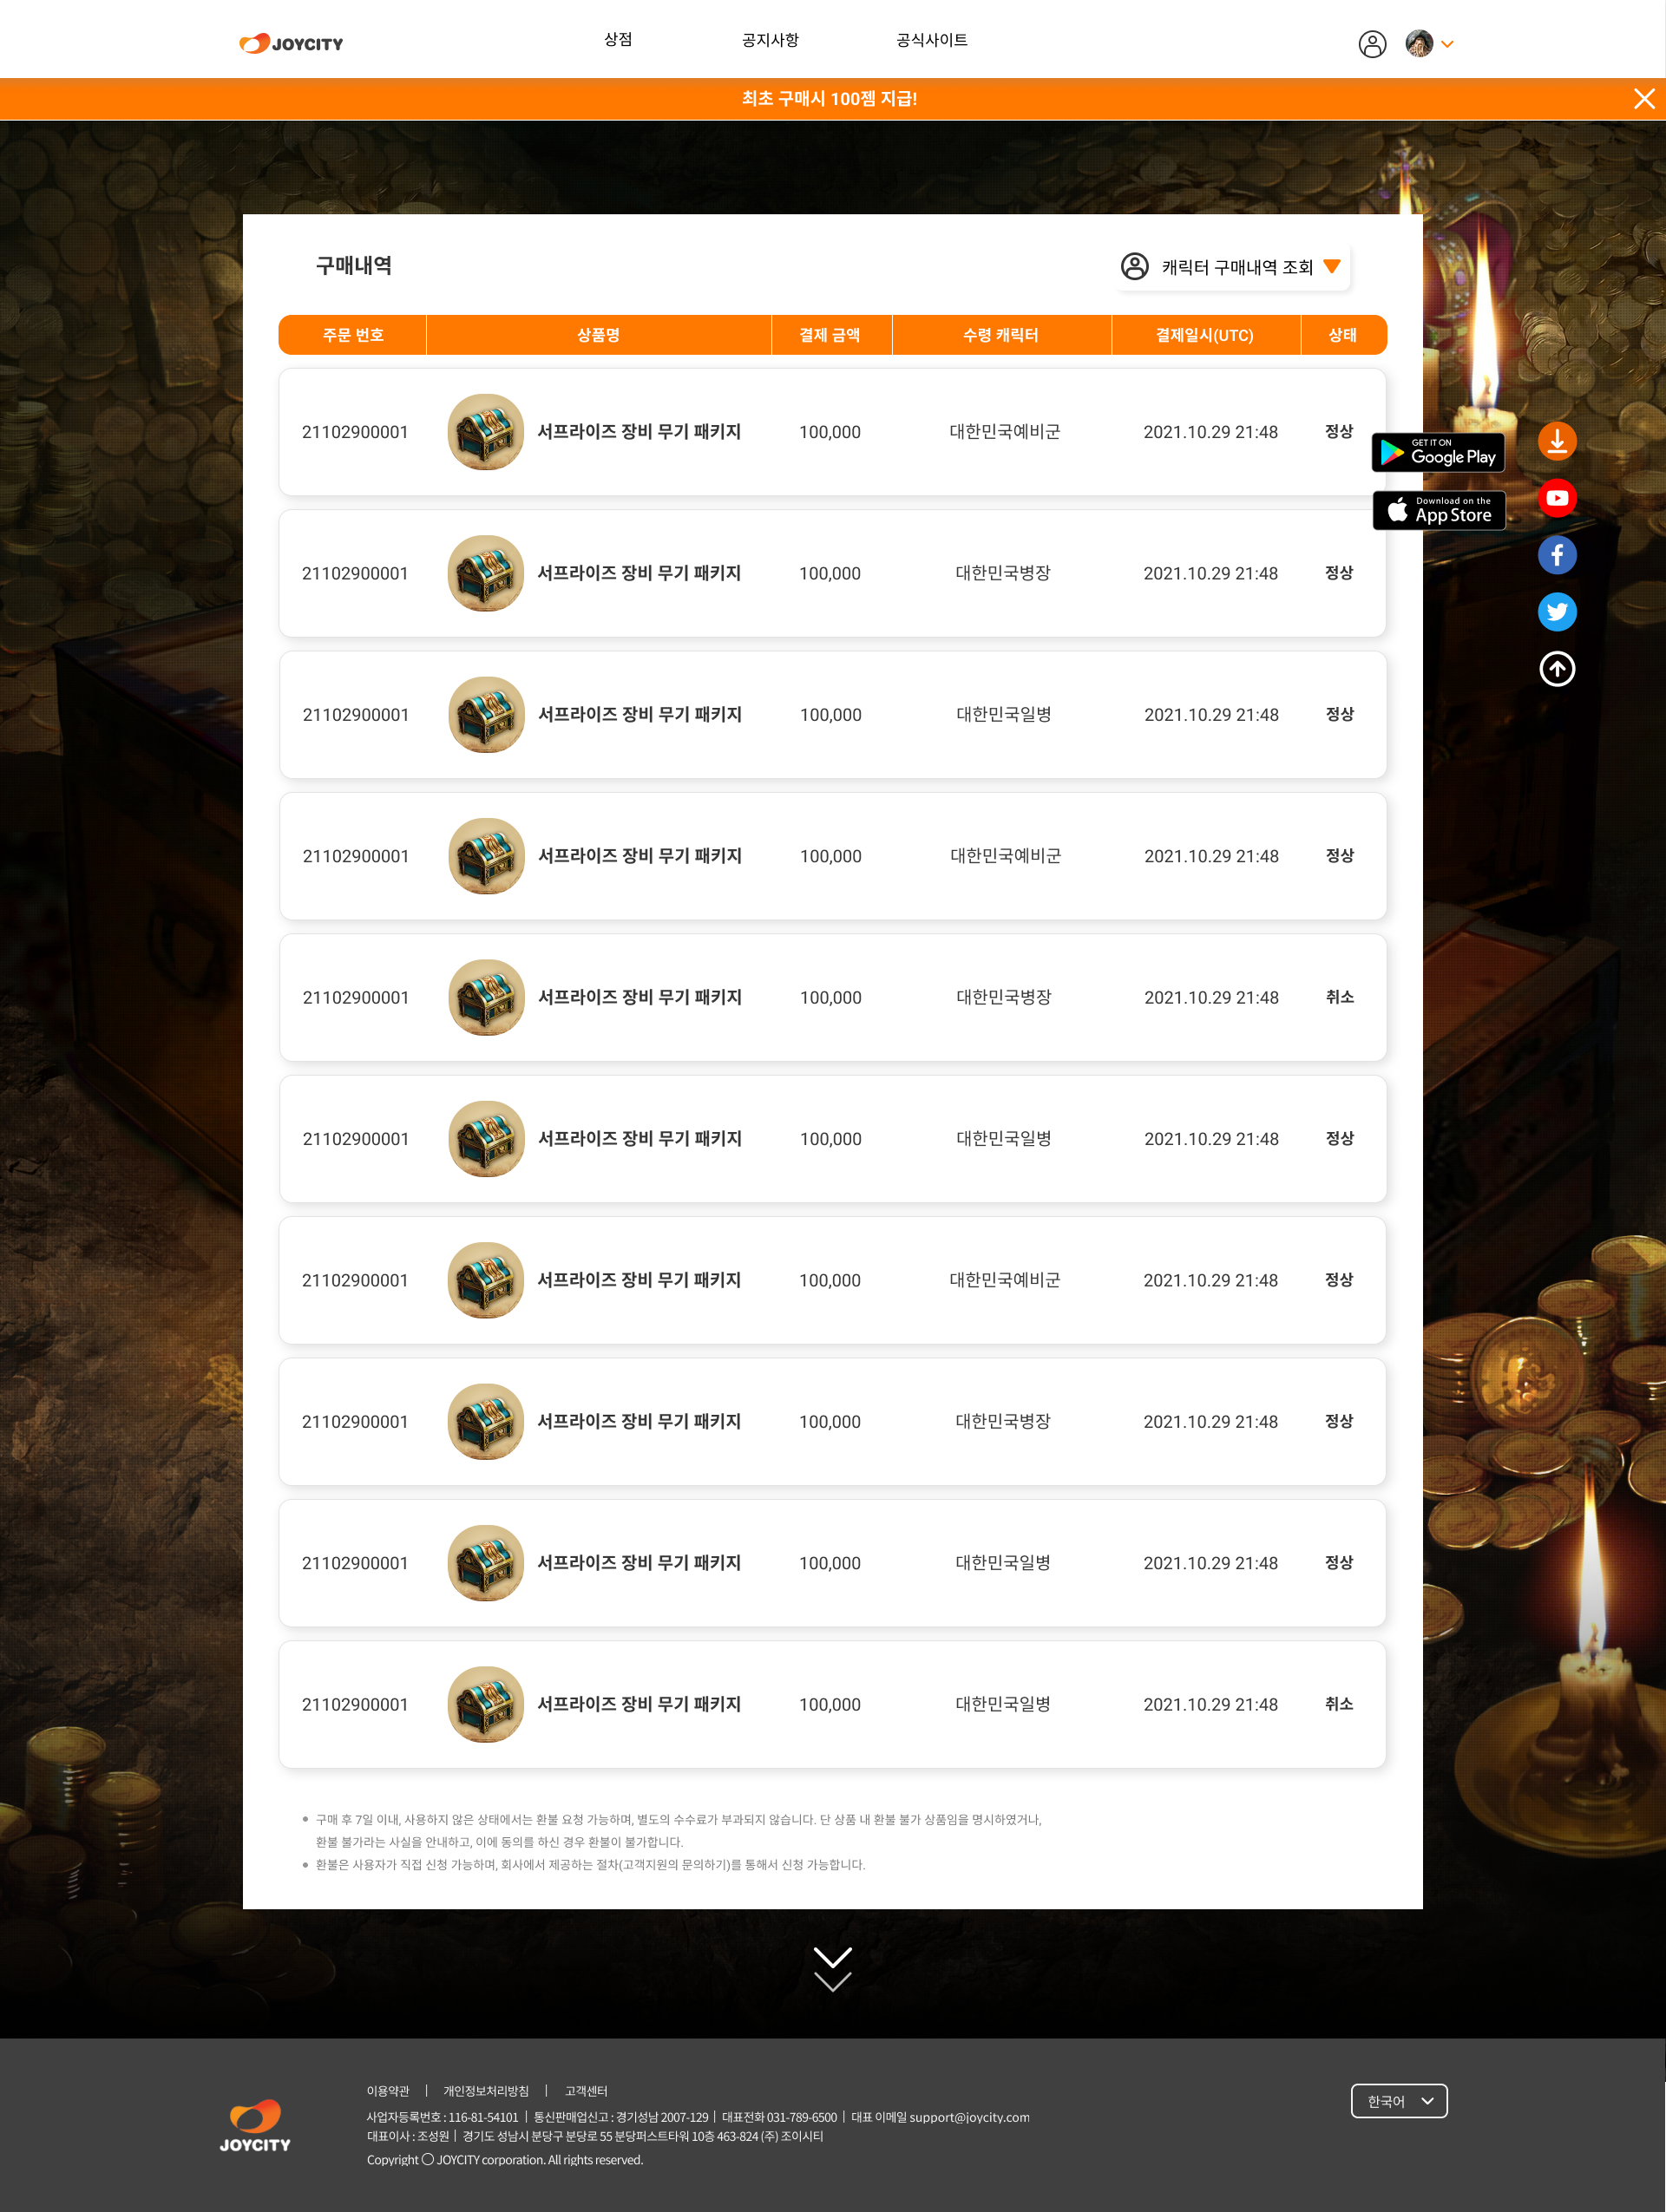 JOYCITY
상점
공지사항
공식사이트
최초 구매시 100젬 지급!
구매내역
캐릭터 구매내역 조회
주문 번호 상품명 결제 금액 수령 캐릭터 결제일시(UTC) 상태
21102900001 서프라이즈 장비 무기 패키지 100,000 대한민국예비군 2021.10.29 21:48 정상
GET IT ON
Google Play
Download on the
App Store
21102900001 서프라이즈 장비 무기 패키지 100,000 대한민국병장 2021.10.29 21:48 정상
21102900001 서프라이즈 장비 무기 패키지 100,000 대한민국일병 2021.10.29 21:48 정상
21102900001 서프라이즈 장비 무기 패키지 100,000 대한민국예비군 2021.10.29 21:48 정상
21102900001 서프라이즈 장비 무기 패키지 100,000 대한민국병장 2021.10.29 21:48 취소
21102900001 서프라이즈 장비 무기 패키지 100,000 대한민국일병 2021.10.29 21:48 정상
21102900001 서프라이즈 장비 무기 패키지 100,000 대한민국예비군 2021.10.29 21:48 정상
21102900001 서프라이즈 장비 무기 패키지 100,000 대한민국병장 2021.10.29 21:48 정상
21102900001 서프라이즈 장비 무기 패키지 100,000 대한민국일병 2021.10.29 21:48 정상
21102900001 서프라이즈 장비 무기 패키지 100,000 대한민국일병 2021.10.29 21:48 취소
• 구매 후 7일 이내, 사용하지 않은 상태에서는 환불 요청 가능하며, 별도의 수수료가 부과되지 않습니다. 단 상품 내 환불 불가 상품임을 명시하였거나,
환불 불가라는 사실을 안내하고, 이에 동의를 하신 경우 환불이 불가합니다.
• 환불은 사용자가 직접 신청 가능하며, 회사에서 제공하는 절차(고객지원의 문의하기)를 통해서 신청 가능합니다.
JOYCITY
이용약관 | 개인정보처리방침 | 고객센터
사업자등록번호 : 116-81-54101 | 통신판매업신고 : 경기성남 2007-129 | 대표전화 031-789-6500 | 대표 이메일 support@joycity.com
대표이사 : 조성원 | 경기도 성남시 분당구 분당로 55 분당퍼스트타워 10층 463-824 (주) 조이시티
Copyright ◯ JOYCITY corporation. All rights reserved.
한국어